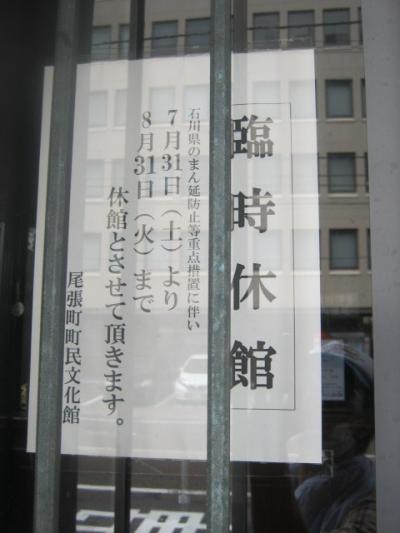 臨時休館
石川県のまん延防止等重点措置に伴い
7月31日（土）より
8月31日（火）まで
休館とさせて頂きます。
尾張町町民文化館